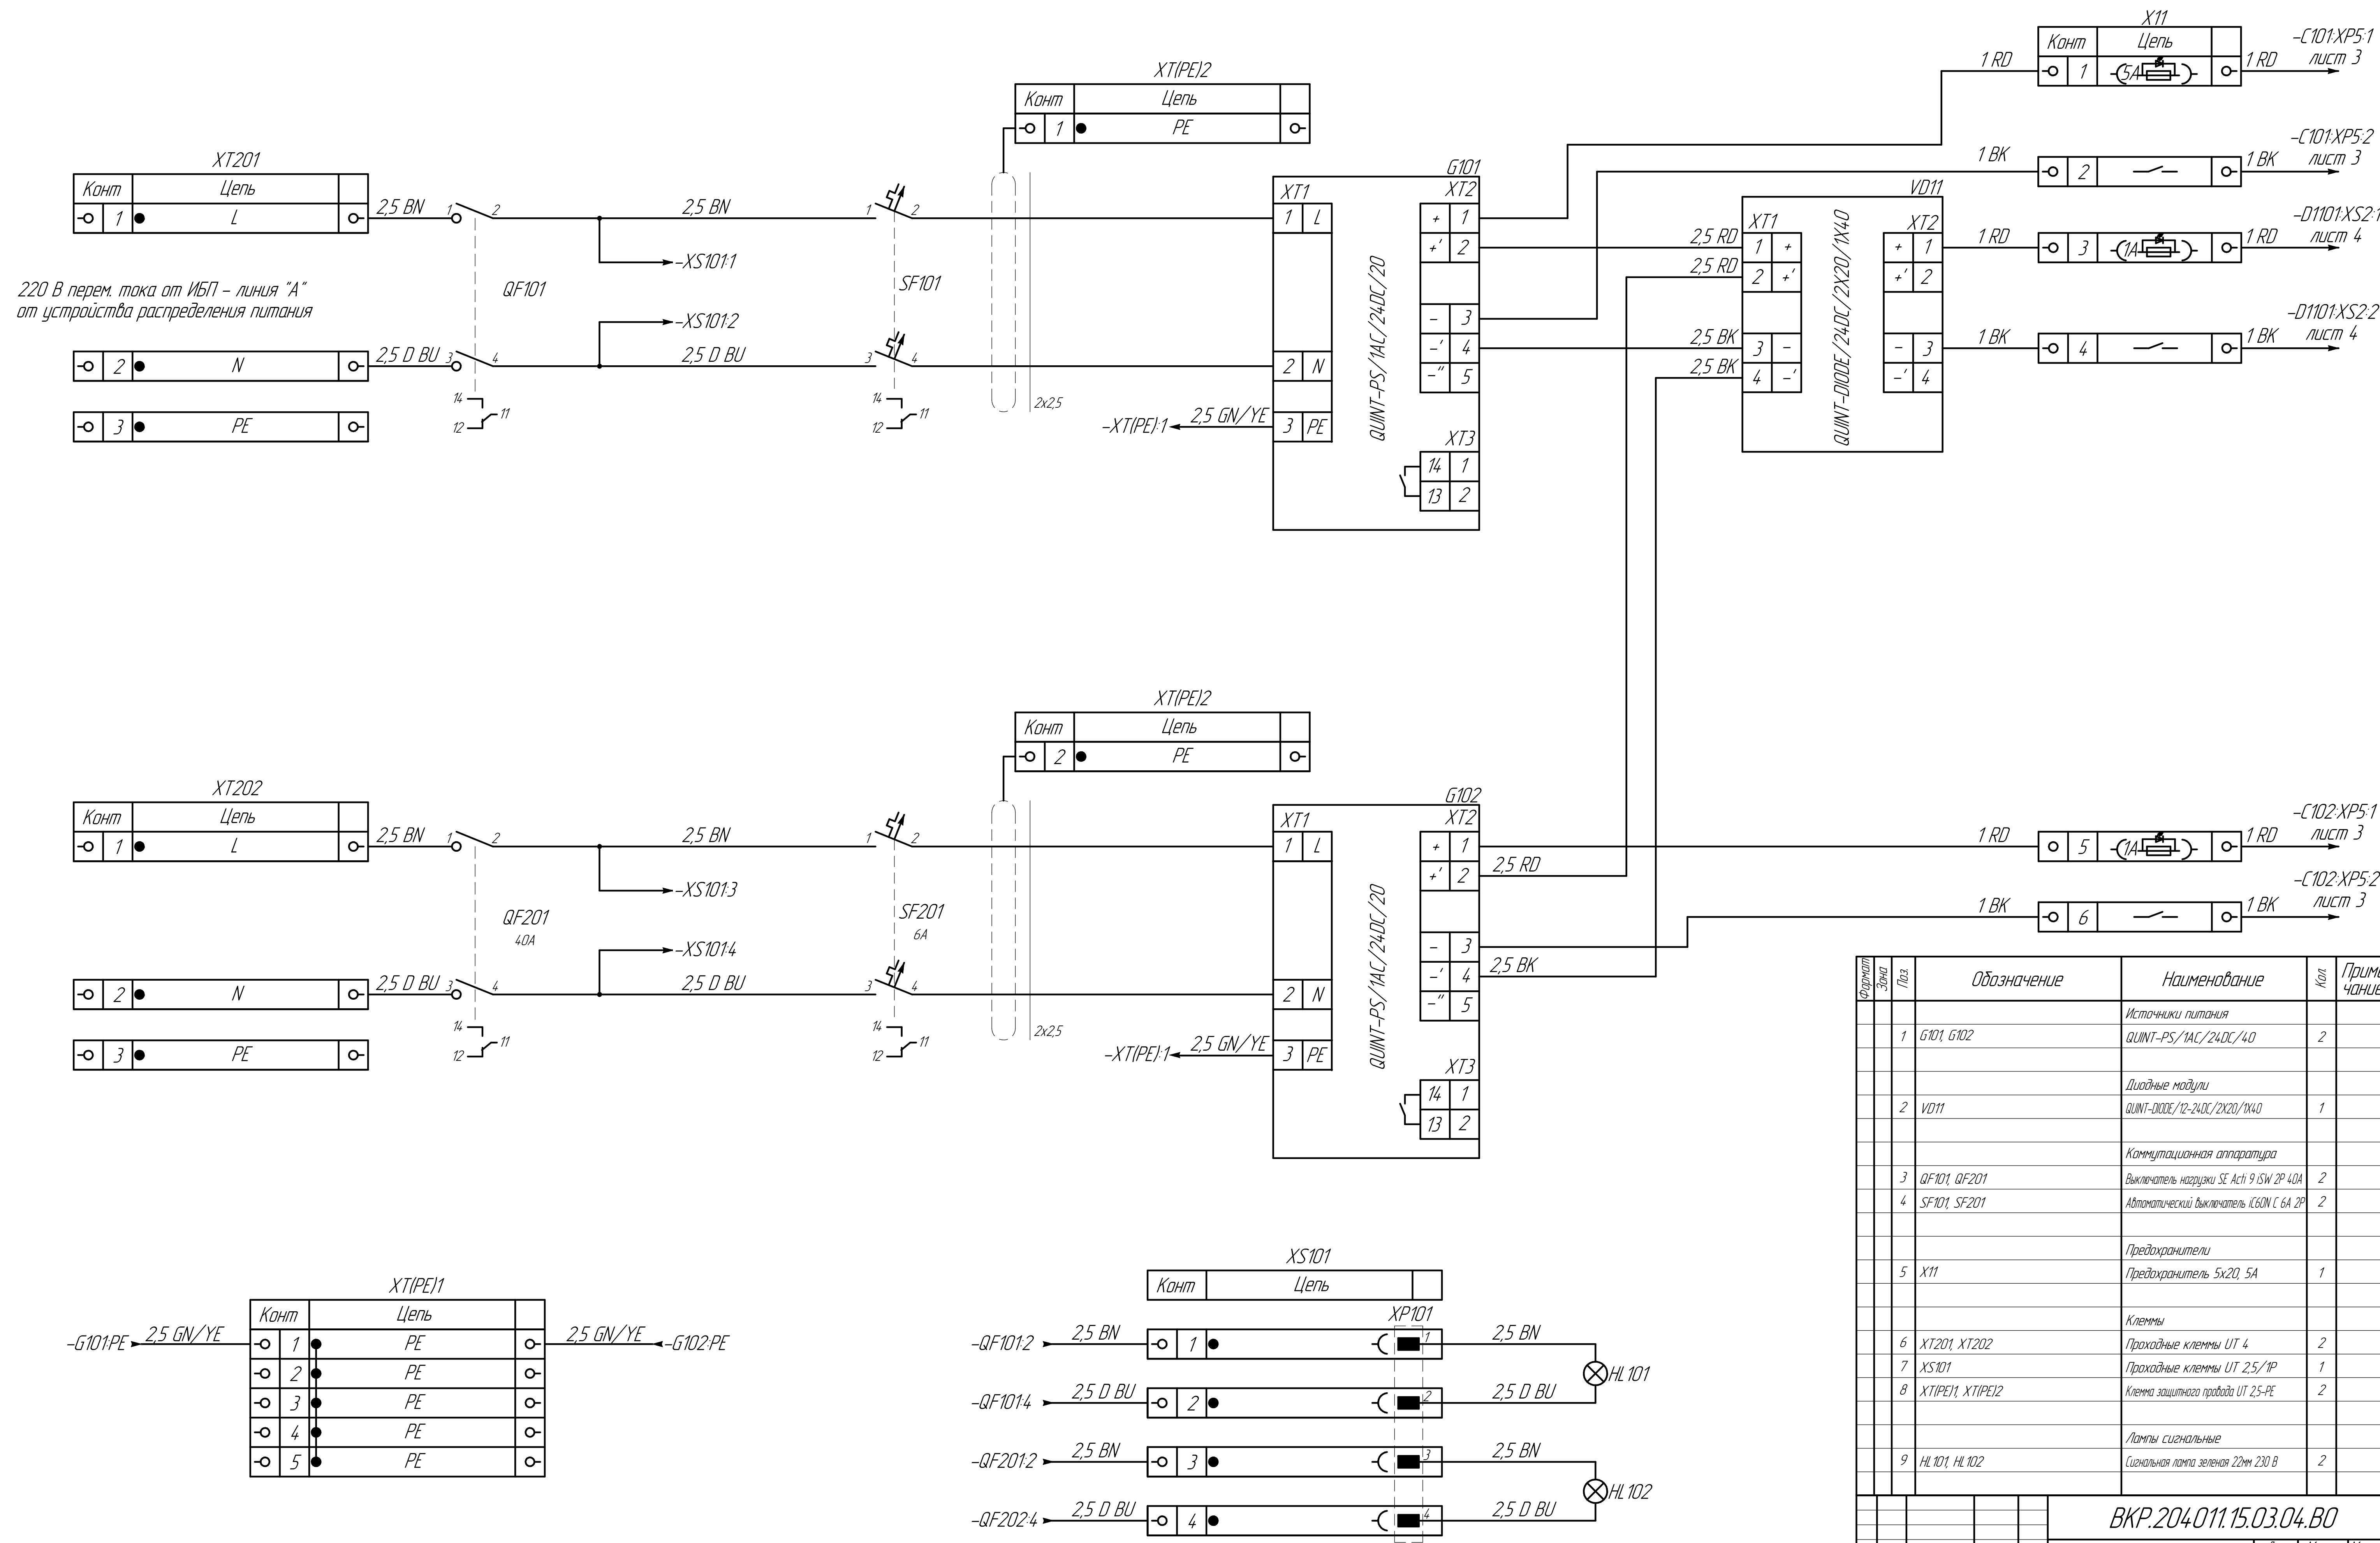 XT201
Конт Цепь
1 L
2,5 BN
1 2
2,5 BN
-XS101:1
220 В перем. тока от ИБП - линия "А"
от устройства распределения питания
QF101
-XS101:2
2 N
2,5 D BU
3 4
2,5 D BU
3 PE
14
11
12
1 2
SF101
3 4
14
11
12
XT(PE)2
Конт Цепь
1 PE
2х2,5
-XT(PE):1
2,5 GN/YE
G101
XT1
1 L
2 N
3 PE
QUINT-PS/1AC/24DC/20
XT2
+ 1
+' 2
- 3
-' 4
-" 5
XT3
14 1
13 2
2,5 RD
2,5 RD
2,5 BK
2,5 BK
VD11
XT1
1 +
2 +'
3 -
4 -'
QUINT-DIODE/24DC/2X20/1X40
XT2
+ 1
+' 2
- 3
-' 4
X11
Конт Цепь
1 RD
1 5А
1 RD
-C101:XP5:1
лист 3
1 BK
2
1 BK
-C101:XP5:2
лист 3
1 RD
3 1А
1 RD
-D1101:XS2:1
лист 4
1 BK
4
1 BK
-D1101:XS2:2
лист 4
XT202
Конт Цепь
1 L
2,5 BN
1 2
2,5 BN
-XS101:3
QF201
40А
-XS101:4
2 N
2,5 D BU
3 4
2,5 D BU
3 PE
14
11
12
1 2
SF201
6А
3 4
14
11
12
XT(PE)2
Конт Цепь
2 PE
2х2,5
-XT(PE):1
2,5 GN/YE
G102
XT1
1 L
2 N
3 PE
QUINT-PS/1AC/24DC/20
XT2
+ 1
+' 2
- 3
-' 4
-" 5
XT3
14 1
13 2
2,5 RD
2,5 BK
1 RD
5 1А
1 RD
-C102:XP5:1
лист 3
1 BK
6
1 BK
-C102:XP5:2
лист 3
XT(PE)1
Конт Цепь
-G101:PE
2,5 GN/YE
1 PE
2,5 GN/YE
-G102:PE
2 PE
3 PE
4 PE
5 PE
XS101
Конт Цепь
XP101
-QF101:2 2,5 BN 1 1 2,5 BN
HL101
-QF101:4 2,5 D BU 2 2 2,5 D BU
-QF201:2 2,5 BN 3 3 2,5 BN
HL102
-QF202:4 2,5 D BU 4 4 2,5 D BU
Формат Зона Поз. Обозначение Наименование Кол.
Источники питания
1 G101, G102 QUINT-PS/1AC/24DC/40 2
Диодные модули
2 VD11 QUINT-DIODE/12-24DC/2X20/1X40 1
Коммутационная аппаратура
3 QF101, QF201 Выключатель нагрузки SE Acti 9 iSW 2P 40A 2
4 SF101, SF201 Автоматический выключатель iC60N C 6A 2P 2
Предохранители
5 X11 Предохранитель 5х20, 5А 1
Клеммы
6 XT201, XT202 Проходные клеммы UT 4 2
7 XS101 Проходные клеммы UT 2,5/1P 1
8 XT(PE)1, XT(PE)2 Клемма защитного провода UT 2,5-PE 2
Лампы сигнальные
9 HL101, HL102 Сигнальная лампа зеленая 22мм 230 В 2
ВКР.204011.15.03.04.ВО